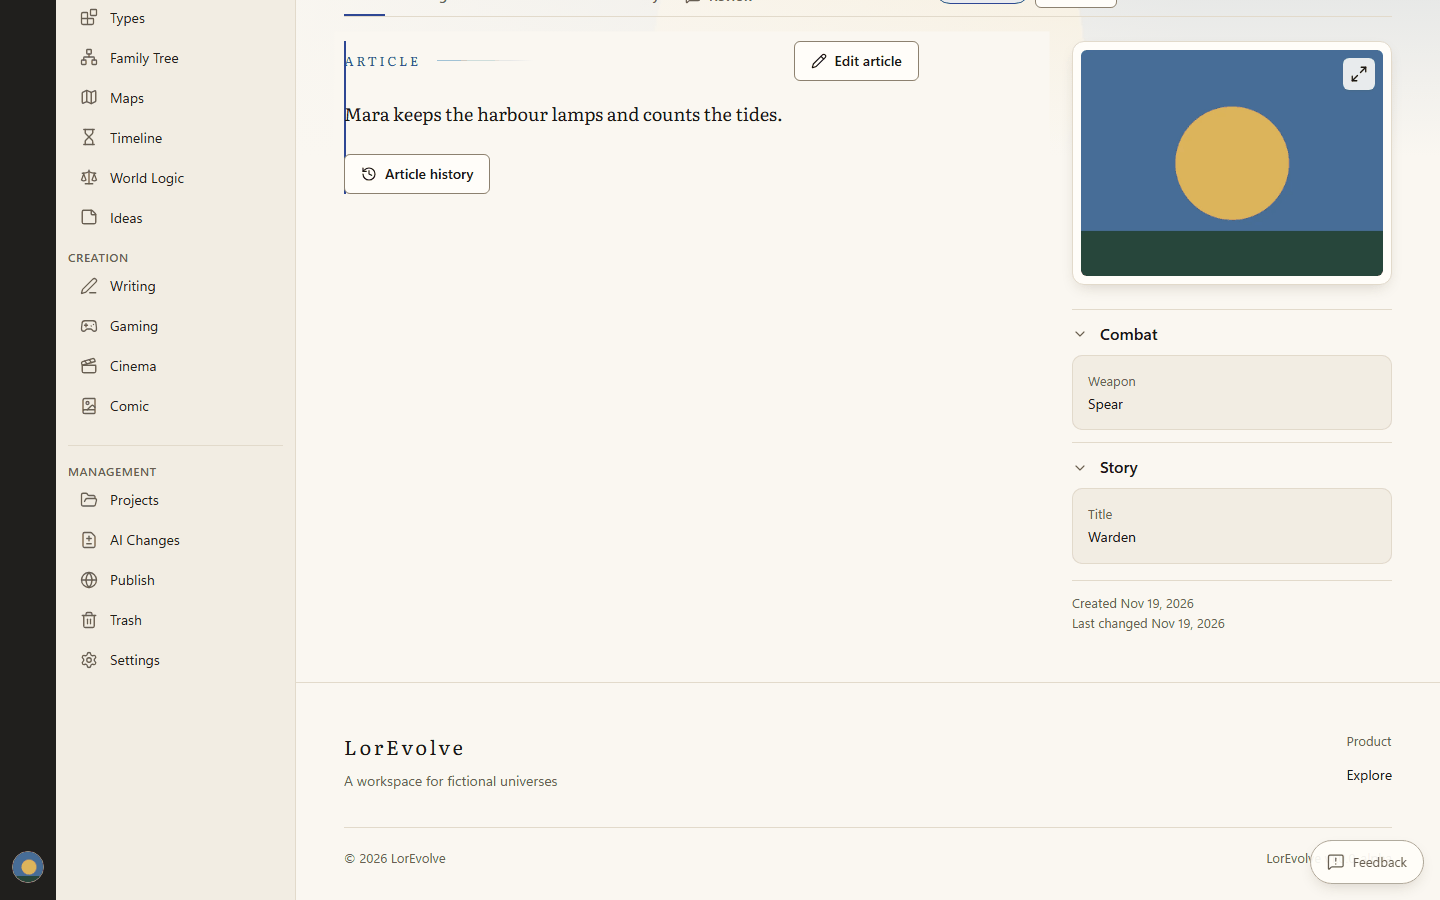 Types
Family Tree
Maps
Timeline
World Logic
Ideas
CREATION
Writing
Gaming
Cinema
Comic
MANAGEMENT
Projects
AI Changes
Publish
Trash
Settings
ARTICLE
Edit article
Mara keeps the harbour lamps and counts the tides.
Article history
Combat
Weapon
Spear
Story
Title
Warden
Created Nov 19, 2026
Last changed Nov 19, 2026
LorEvolve
A workspace for fictional universes
Product
Explore
© 2026 LorEvolve
Feedback